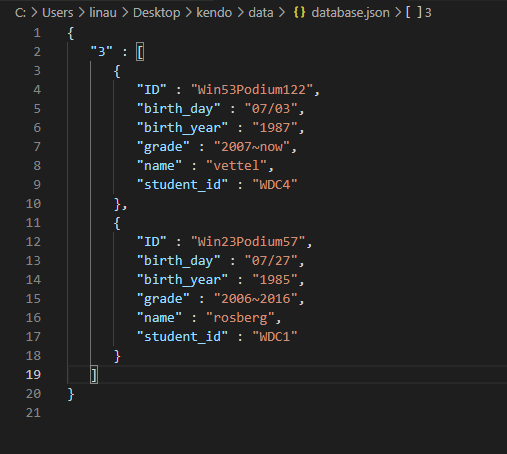 C: > Users > linau > Desktop > kendo > data > {} database.json > [ ] 3
1 {
2 "3" : [
3 {
4 "ID" : "Win53Podium122",
5 "birth_day" : "07/03",
6 "birth_year" : "1987",
7 "grade" : "2007~now",
8 "name" : "vettel",
9 "student_id" : "WDC4"
10 },
11 {
12 "ID" : "Win23Podium57",
13 "birth_day" : "07/27",
14 "birth_year" : "1985",
15 "grade" : "2006~2016",
16 "name" : "rosberg",
17 "student_id" : "WDC1"
18 }
19 ]
20 }
21